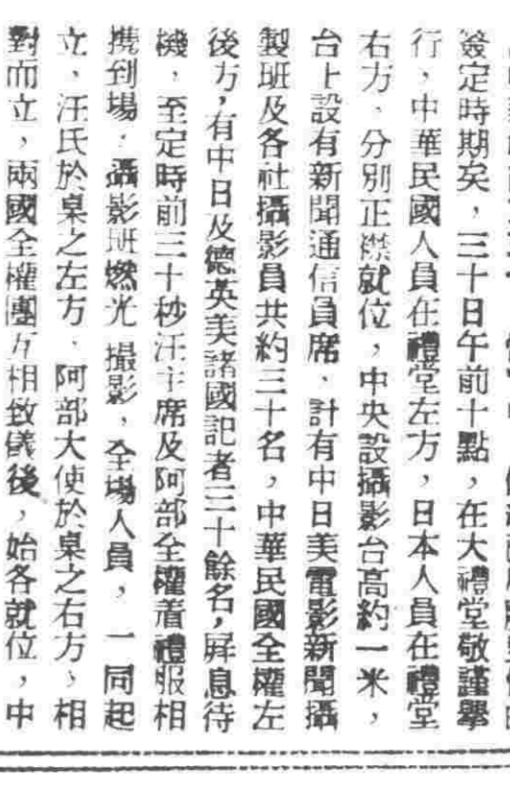 簽定時期矣，三十日午前十點，在大禮堂敬謹擧
行，中華民國人員在禮堂左方，日本人員在禮堂
右方、分別正襟就位，中央設攝影台高約一米，
台上設有新聞通信員席、計有中日美電影新聞攝
製班及各社攝影員共約三十名，中華民國全權左
後方，有中日及德英美諸國記者三十餘名，屏息待
機，至定時前三十秒汪主席及阿部全權着禮服相
携到場，攝影班燃光撮影，全場人員，一同起
立、汪氏於桌之左方、阿部大使於桌之右方、相
對而立，兩國全權團互相致儀後，始各就位，中